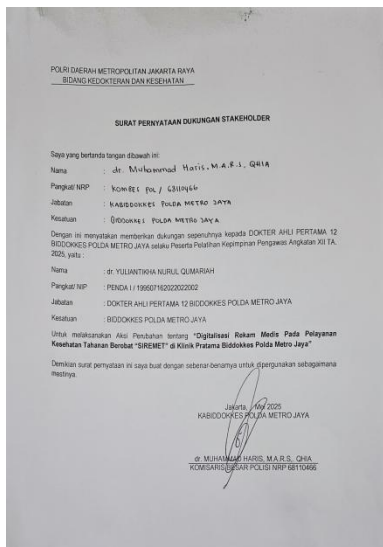 POLRI DAERAH METROPOLITAN JAKARTA RAYA
BIDANG KEDOKTERAN DAN KESEHATAN
SURAT PERNYATAAN DUKUNGAN STAKEHOLDER
Saya yang bertanda tangan dibawah ini:
Nama : dr. Muhammad Haris, M.A.R.S, QHIA
Pangkat/ NRP : KOMBES POL / 68110466
Jabatan : KABIDDOKKES POLDA METRO JAYA
Kesatuan : BIDDOKKES POLDA METRO JAYA
Dengan ini menyatakan memberikan dukungan sepenuhnya kepada DOKTER AHLI PERTAMA 12
BIDDOKKES POLDA METRO JAYA selaku Peserta Pelatihan Kepimpinan Pengawas Angkatan XII TA.
2025, yaitu :
Nama : dr. YULIANTIKHA NURUL QUMARIAH
Pangkat/ NIP : PENDA I / 199507162022022002
Jabatan : DOKTER AHLI PERTAMA 12 BIDDOKKES POLDA METRO JAYA
Kesatuan : BIDDOKKES POLDA METRO JAYA
Untuk melaksanakan Aksi Perubahan tentang "Digitalisasi Rekam Medis Pada Pelayanan
Kesehatan Tahanan Berobat "SIREMET" di Klinik Pratama Biddokkes Polda Metro Jaya"
Demikian surat pernyataan ini saya buat dengan sebenar-benarnya untuk dipergunakan sebagaimana
mestinya.
Jakarta, Mei 2025
KABIDDOKKES POLDA METRO JAYA
dr. MUHAMMAD HARIS, M.A.R.S,. QHIA
KOMISARIS BESAR POLISI NRP 68110466